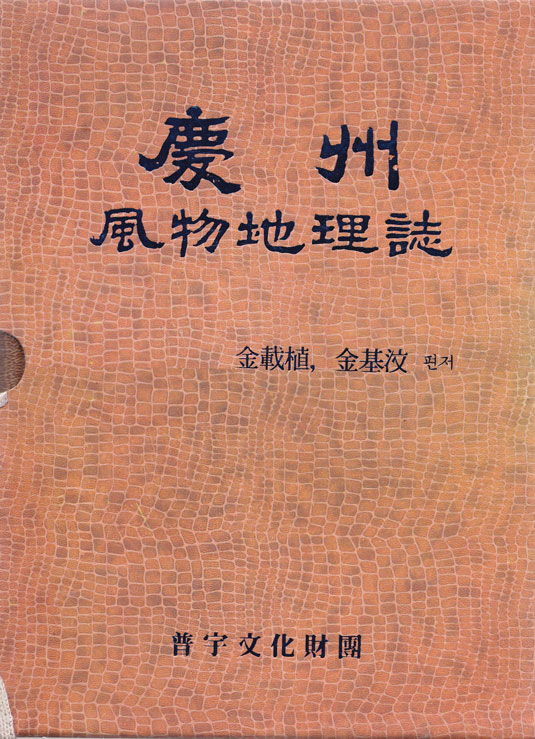 慶州
風物地理誌
金載植, 金基汶 편저
普宇文化財團